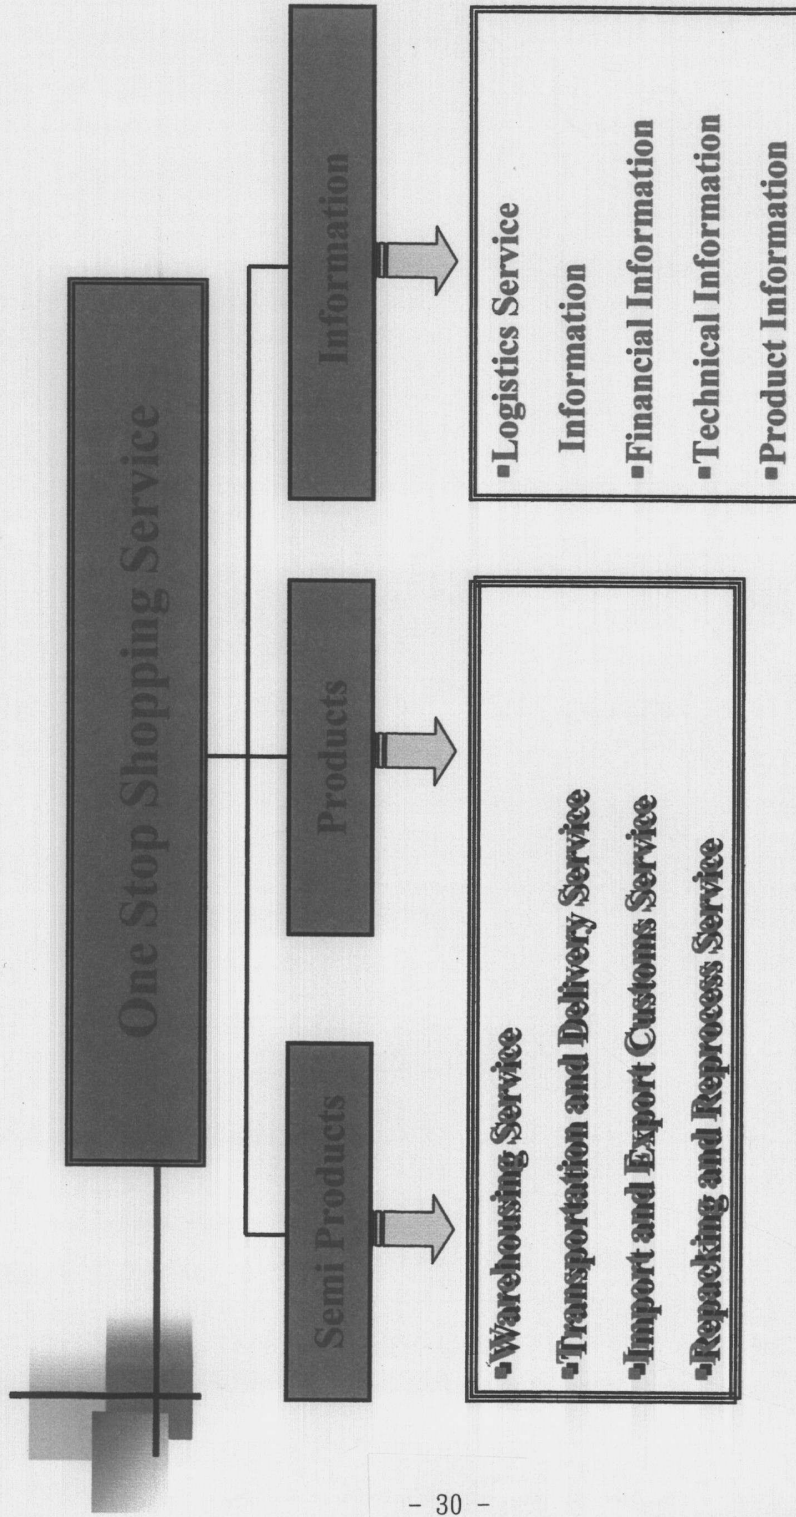 One Stop Shopping Service
Semi Products
Products
Information
▪Warehousing Service
▪Transportation and Delivery Service
▪Import and Export Customs Service
▪Repacking and Reprocess Service
▪Logistics Service
Information
▪Financial Information
▪Technical Information
▪Product Information
- 30 -